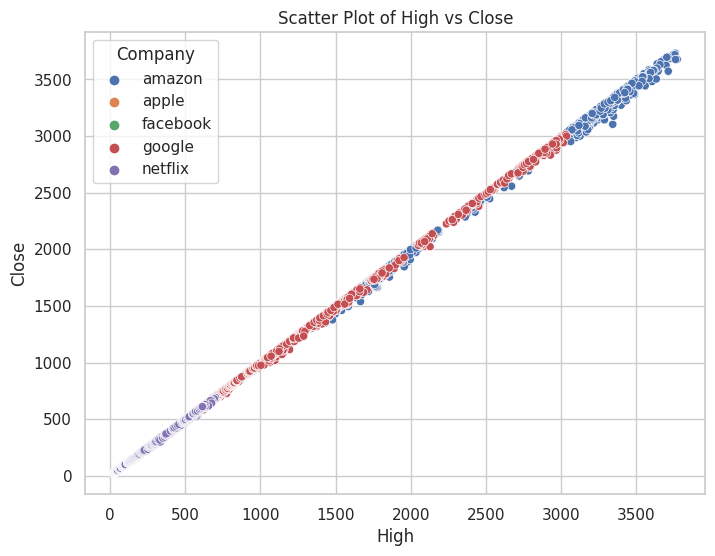 Scatter Plot of High vs Close
Company
amazon
apple
facebook
google
netflix
3500
3000
2500
2000
1500
1000
500
0
Close
0 500 1000 1500 2000 2500 3000 3500
High